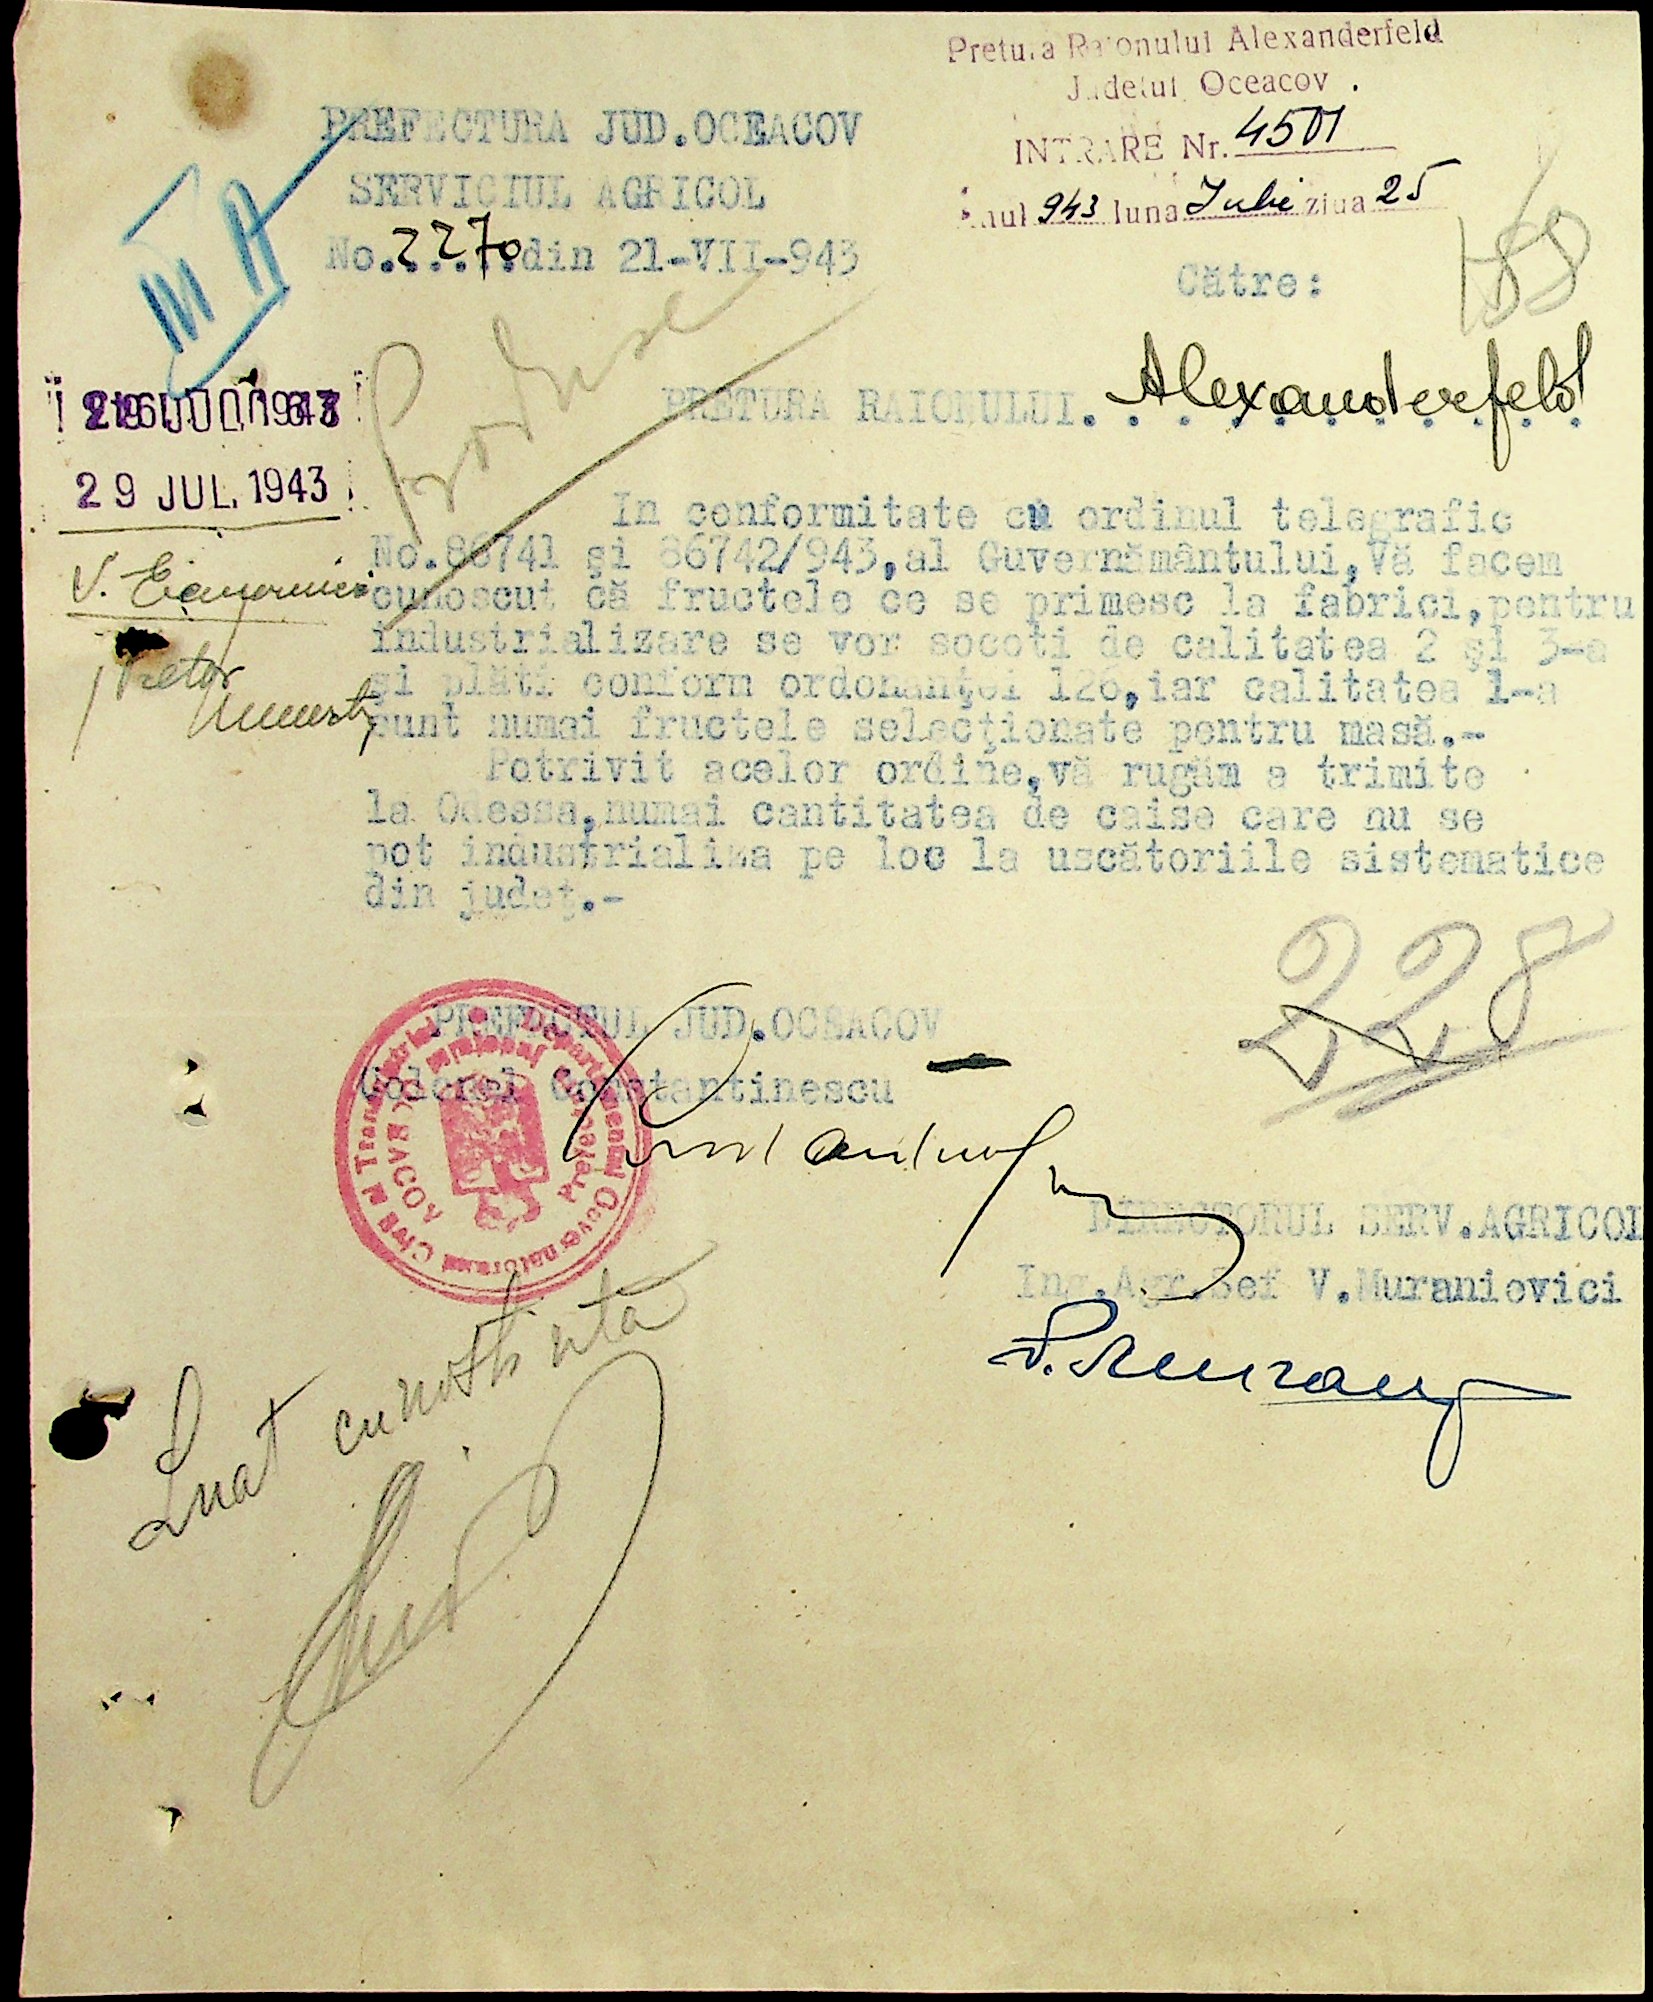 Pretura Raionului Alexanderfeld
Judetul Oceacov .
INTRARE Nr. 4501
Anul 943 luna Iulie ziua 25
PREFECTURA JUD.OCEACOV
SERVICIUL AGRICOL
No.2270.din 21-VII-943
III A
168
Către:
PRETURA RAIONULUI. Alexanderfeld
Produse
29 JUL. 1943
In conformitate cu ordinul telegrafic
No.86741 şi 86742/943,al Guvernământului,Vă facem
cunoscut că fructele ce se primesc la fabrici,pentru
industrializare se vor socoti de calitatea 2 şi 3-a
şi plăti conform ordonanţei 126,iar calitatea 1-a
sunt numai fructele selecţionate pentru masă.-
Potrivit acelor ordine,vă rugăm a trimite
la Odessa,numai cantitatea de caise care nu se
pot industrializa pe loc la uscătoriile sistematice
din judeţ.-
Pretor
228
PREFECTUL JUD.OCEACOV
Colonel Constantinescu
DIRECTORUL SERV.AGRICOL
Ing.Agr.Sef V.Muraniovici
Luat cunostinta